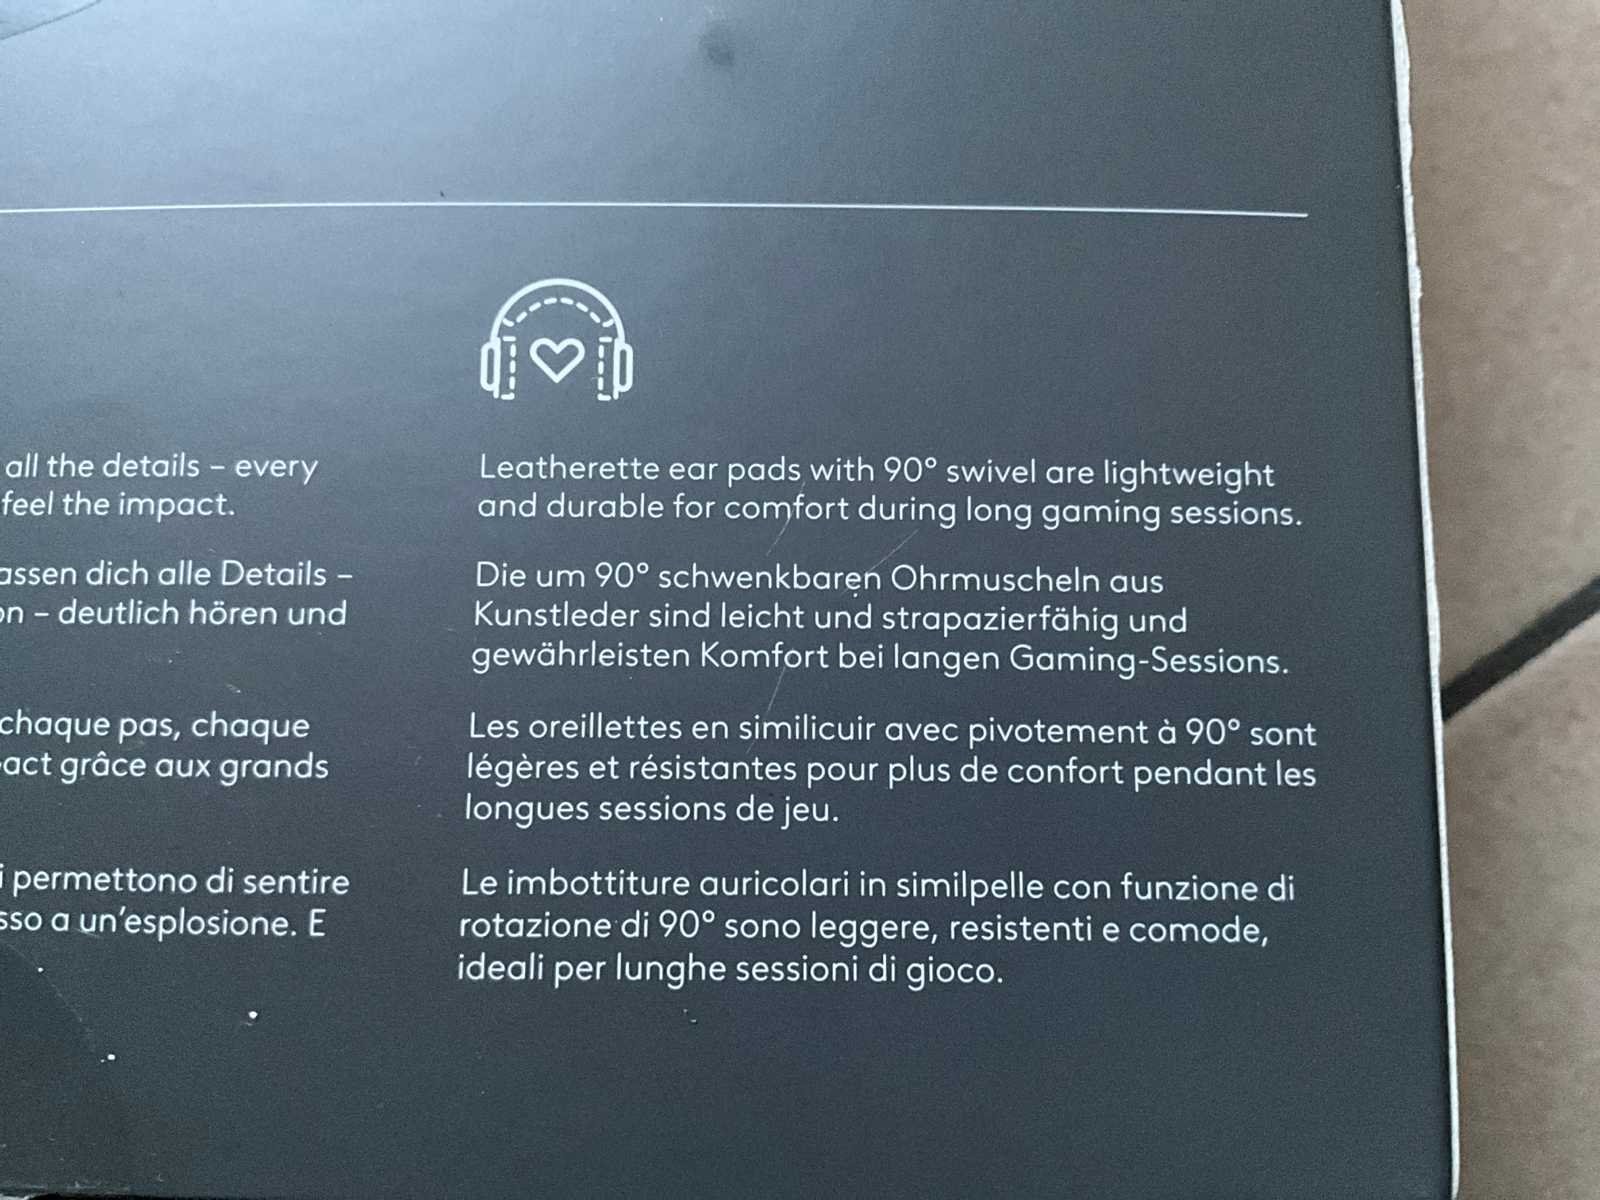 all the details – every
feel the impact.
assen dich alle Details –
on – deutlich hören und
chaque pas, chaque
act grâce aux grands
i permettono di sentire
sso a un'esplosione. E
Leatherette ear pads with 90° swivel are lightweight
and durable for comfort during long gaming sessions.
Die um 90° schwenkbaren Ohrmuscheln aus
Kunstleder sind leicht und strapazierfähig und
gewährleisten Komfort bei langen Gaming-Sessions.
Les oreillettes en similicuir avec pivotement à 90° sont
légères et résistantes pour plus de confort pendant les
longues sessions de jeu.
Le imbottiture auricolari in similpelle con funzione di
rotazione di 90° sono leggere, resistenti e comode,
ideali per lunghe sessioni di gioco.